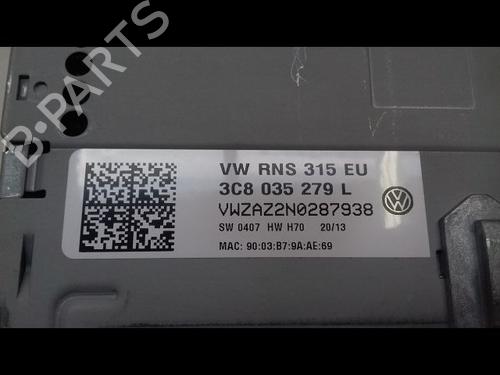 B-PARTS
VW RNS 315 EU
3C8 035 279 L
VWZAZ2N0287938
SW 0407 HW H70 20/13
MAC: 90:03:B7:9A:AE:69